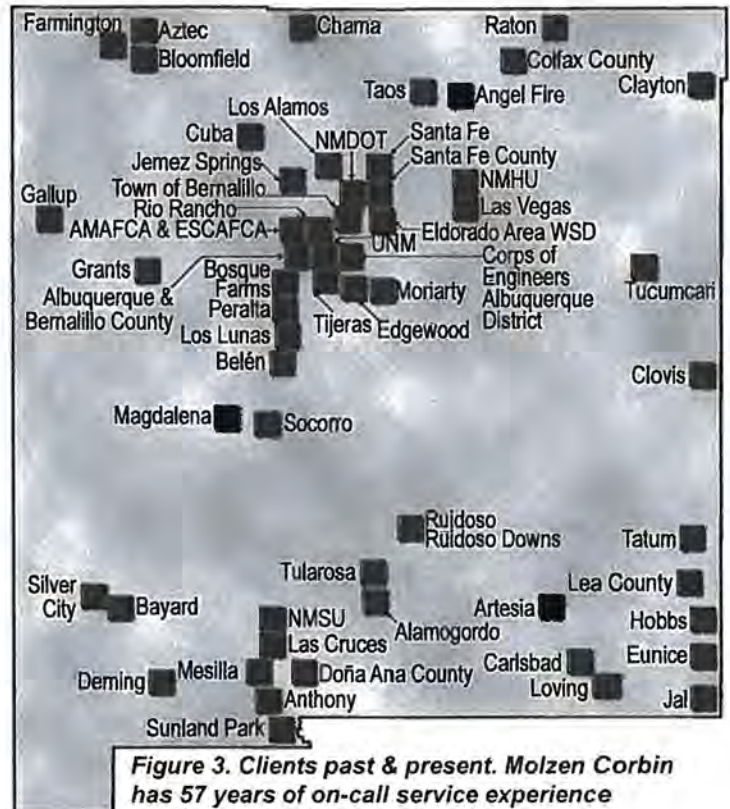 Farmington
Aztec
Chama
Raton
Bloomfield
Colfax County
Taos
Angel Fire
Clayton
Los Alamos
Cuba
NMDOT
Santa Fe
Jemez Springs
Santa Fe County
Town of Bernalillo
NMHU
Gallup
Rio Rancho
Las Vegas
AMAFCA & ESCAFCA
UNM
Eldorado Area WSD
Grants
Albuquerque &
Bernalillo County
Corps of
Engineers
Albuquerque
District
Bosque
Farms
Moriarty
Tucumcari
Peralta
Tijeras
Edgewood
Los Lunas
Belén
Clovis
Magdalena
Socorro
Ruidoso
Ruidoso Downs
Tatum
Tularosa
Lea County
Silver
City
Bayard
Artesia
Alamogordo
NMSU
Hobbs
Las Cruces
Eunice
Deming
Mesilla
Doña Ana County
Carlsbad
Loving
Anthony
Jal
Sunland Park
Figure 3. Clients past & present. Molzen Corbin
has 57 years of on-call service experience